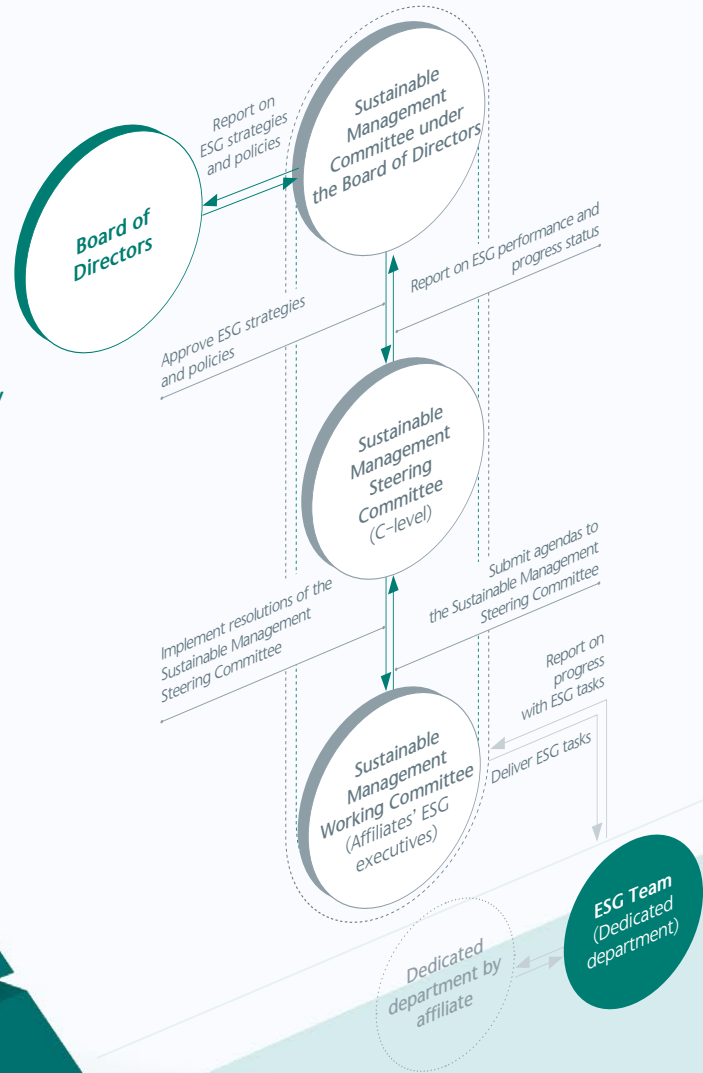 Sustainable
Management
Committee under
the Board of Directors
Report on
ESG strategies
and policies
Board of
Directors
Report on ESG performance and
progress status
Approve ESG strategies
and policies
Sustainable
Management
Steering
Committee
(C-level)
Submit agendas to
the Sustainable Management
Steering Committee
Implement resolutions of the
Sustainable Management
Steering Committee
Report on
progress
with ESG tasks
Deliver ESG tasks
Sustainable
Management
Working Committee
(Affiliates' ESG
executives)
ESG Team
(Dedicated
department)
Dedicated
department by
affiliate